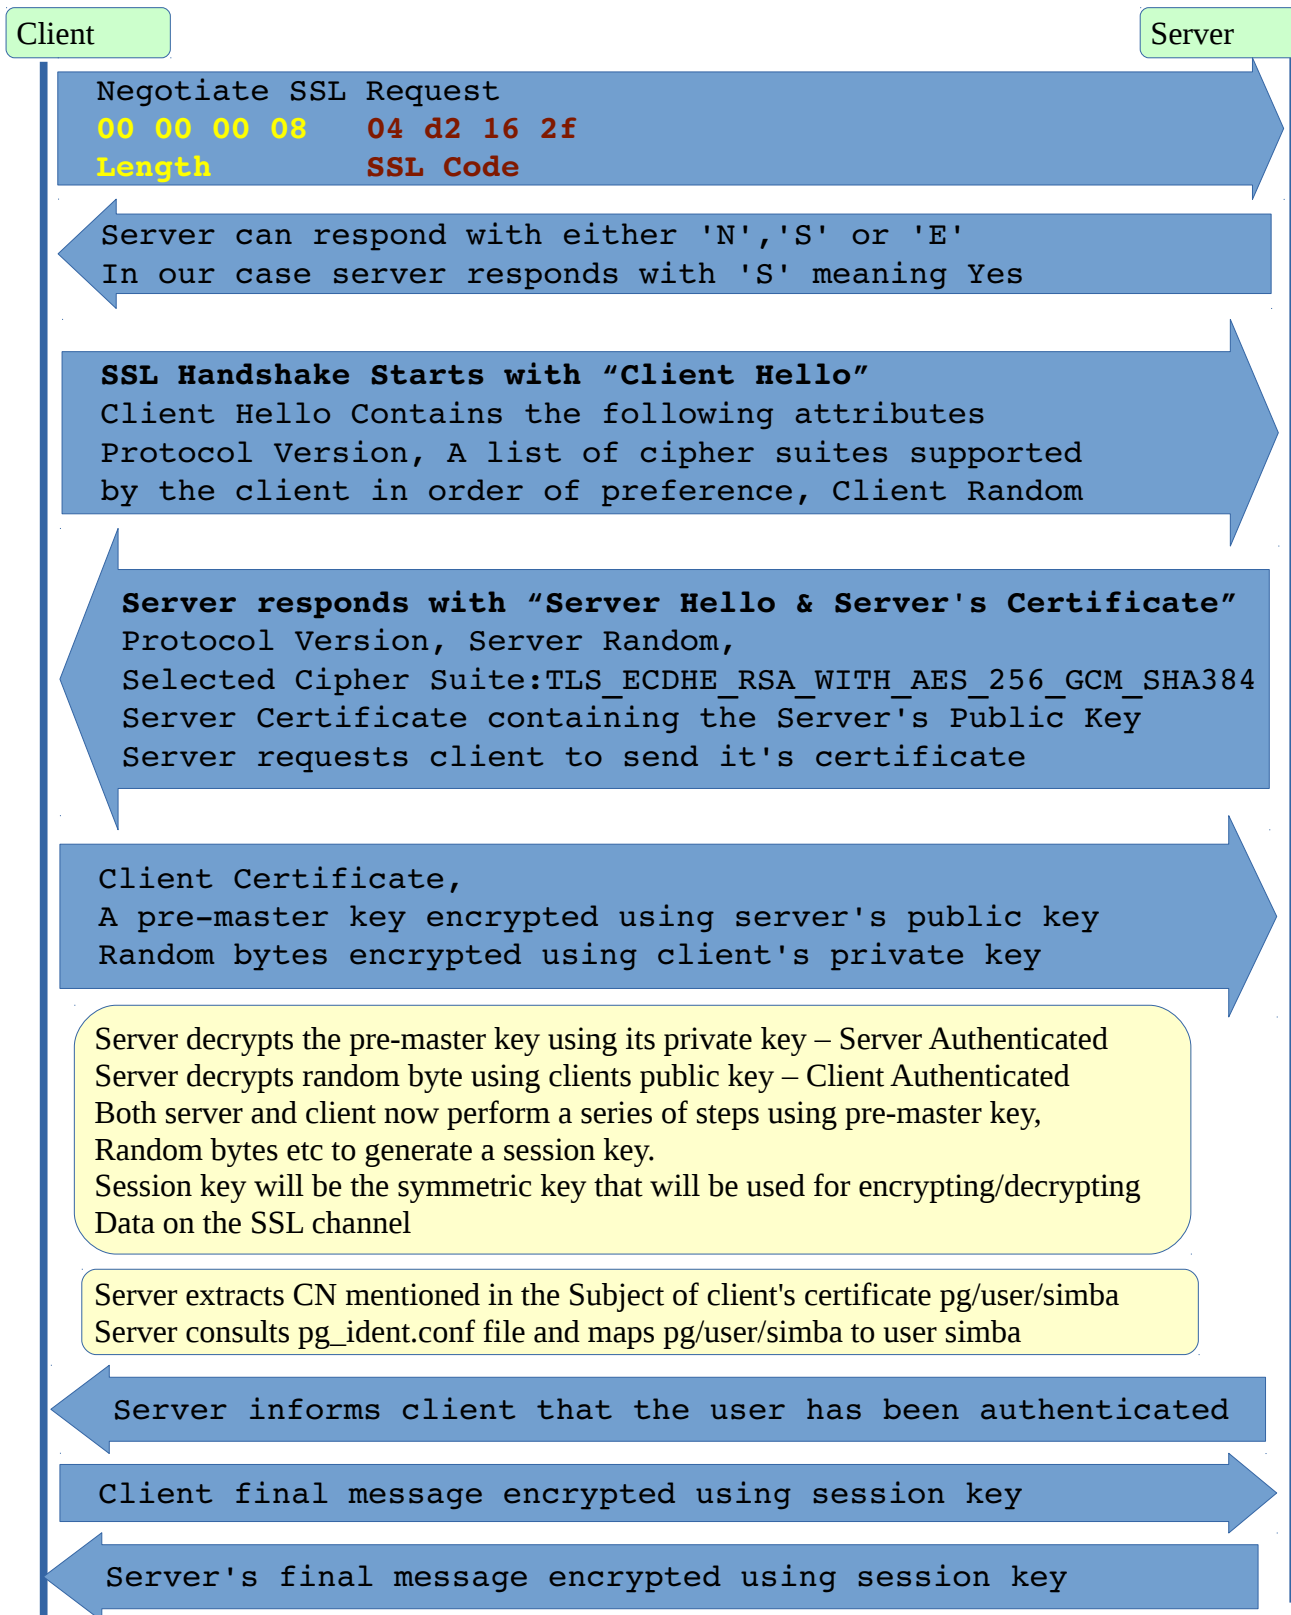 Client
Server
Negotiate SSL Request
00 00 00 08 04 d2 16 2f
Length SSL Code
Server can respond with either 'N','S' or 'E'
In our case server responds with 'S' meaning Yes
SSL Handshake Starts with “Client Hello”
Client Hello Contains the following attributes
Protocol Version, A list of cipher suites supported
by the client in order of preference, Client Random
Server responds with “Server Hello & Server's Certificate”
Protocol Version, Server Random,
Selected Cipher Suite:TLS_ECDHE_RSA_WITH_AES_256_GCM_SHA384
Server Certificate containing the Server's Public Key
Server requests client to send it's certificate
Client Certificate,
A pre-master key encrypted using server's public key
Random bytes encrypted using client's private key
Server decrypts the pre-master key using its private key – Server Authenticated
Server decrypts random byte using clients public key – Client Authenticated
Both server and client now perform a series of steps using pre-master key,
Random bytes etc to generate a session key.
Session key will be the symmetric key that will be used for encrypting/decrypting
Data on the SSL channel
Server extracts CN mentioned in the Subject of client's certificate pg/user/simba
Server consults pg_ident.conf file and maps pg/user/simba to user simba
Server informs client that the user has been authenticated
Client final message encrypted using session key
Server's final message encrypted using session key